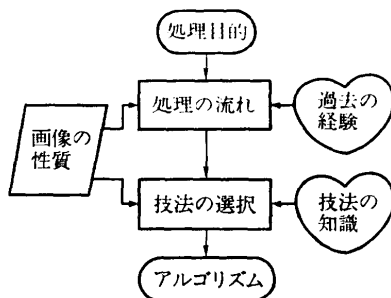 処理目的
処理の流れ
過去の
経験
画像の
性質
技法の選択
技法の
知識
アルゴリズム